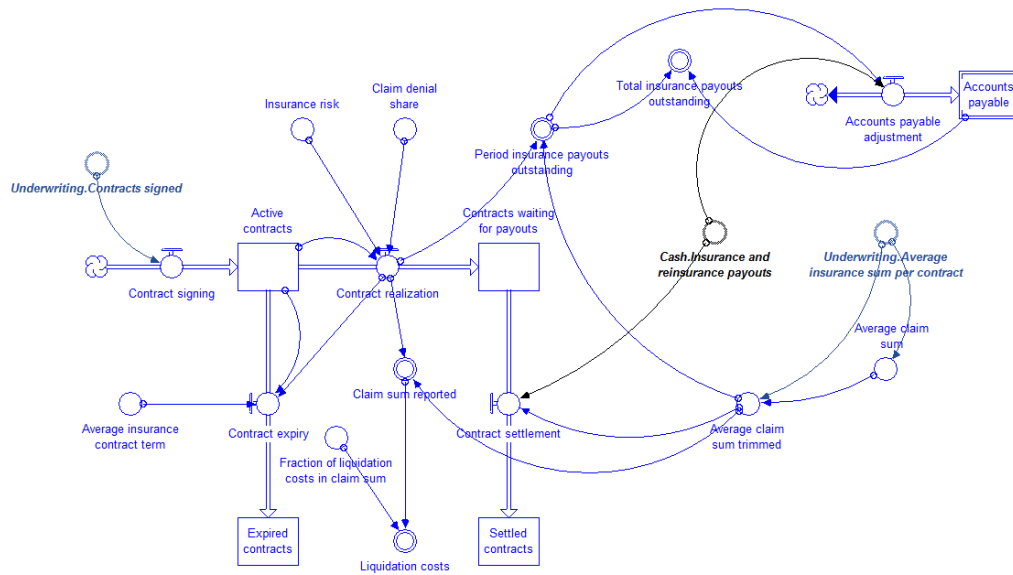 Total insurance payouts
outstanding
Accounts
payable
Accounts payable
adjustment
Claim denial
share
Insurance risk
Period insurance payouts
outstanding
Underwriting.Contracts signed
Active
contracts
Contracts waiting
for payouts
Cash.Insurance and
reinsurance payouts
Underwriting.Average
insurance sum per contract
Contract signing
Contract realization
Average claim
sum
Claim sum reported
Average insurance
contract term
Contract expiry
Contract settlement
Average claim
sum trimmed
Fraction of liquidation
costs in claim sum
Expired
contracts
Settled
contracts
Liquidation costs